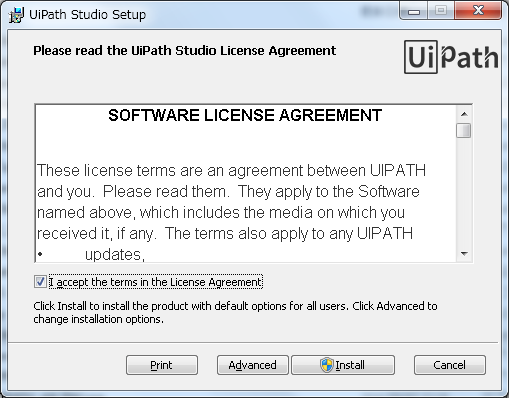 UiPath Studio Setup
Please read the UiPath Studio License Agreement
UiPath
SOFTWARE LICENSE AGREEMENT
These license terms are an agreement between UIPATH
and you. Please read them. They apply to the Software
named above, which includes the media on which you
received it, if any. The terms also apply to any UIPATH
• updates,
I accept the terms in the License Agreement
Click Install to install the product with default options for all users. Click Advanced to
change installation options.
Print Advanced Install Cancel